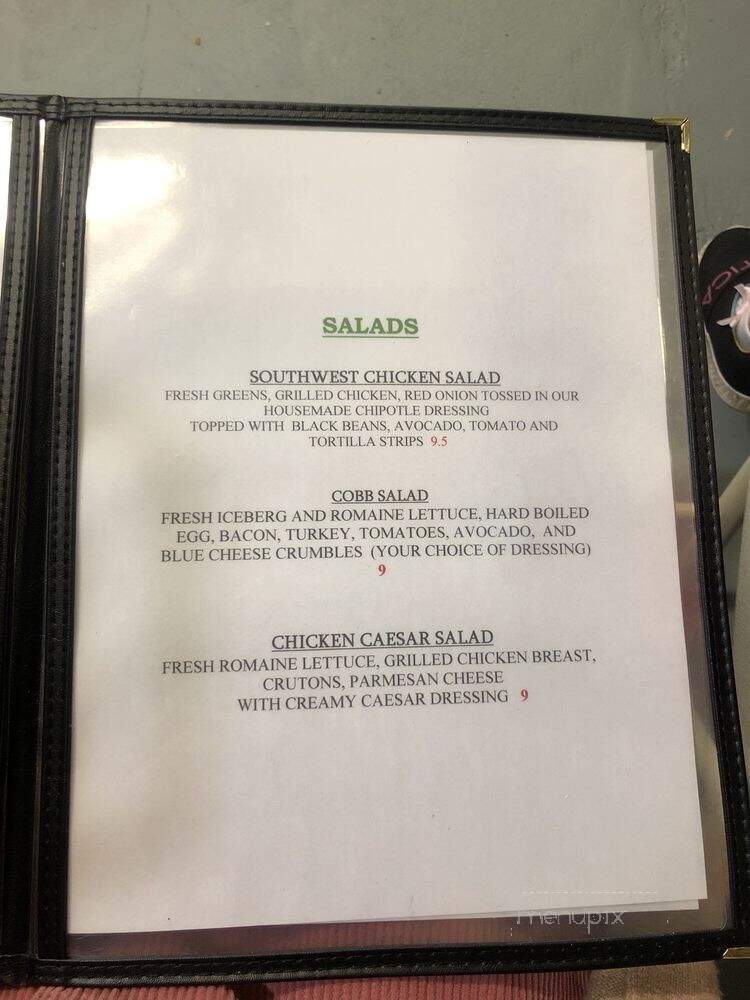 SALADS
SOUTHWEST CHICKEN SALAD
FRESH GREENS, GRILLED CHICKEN, RED ONION TOSSED IN OUR
HOUSEMADE CHIPOTLE DRESSING
TOPPED WITH BLACK BEANS, AVOCADO, TOMATO AND
TORTILLA STRIPS 9.5
COBB SALAD
FRESH ICEBERG AND ROMAINE LETTUCE, HARD BOILED
EGG, BACON, TURKEY, TOMATOES, AVOCADO, AND
BLUE CHEESE CRUMBLES (YOUR CHOICE OF DRESSING)
9
CHICKEN CAESAR SALAD
FRESH ROMAINE LETTUCE, GRILLED CHICKEN BREAST,
CRUTONS, PARMESAN CHEESE
WITH CREAMY CAESAR DRESSING 9
menupix